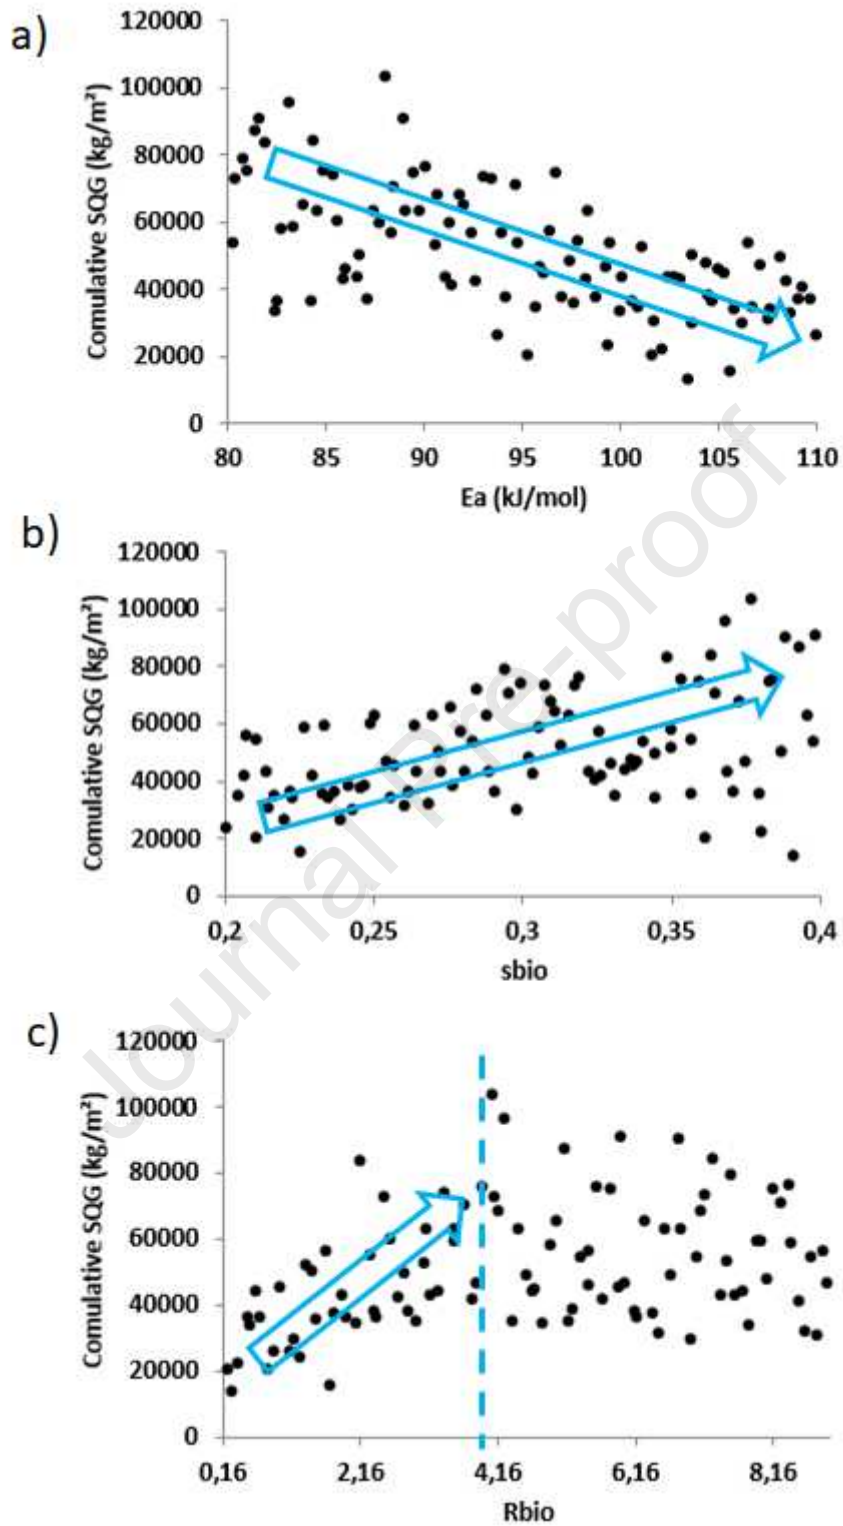 a)
Comulative SQG (kg/m²)
120000
100000
80000
60000
40000
20000
0
80 85 90 95 100 105 110
Ea (kJ/mol)
b)
Comulative SQG (kg/m²)
120000
100000
80000
60000
40000
20000
0
0,2 0,25 0,3 0,35 0,4
sbio
c)
Comulative SQG (kg/m²)
120000
100000
80000
60000
40000
20000
0
0,16 2,16 4,16 6,16 8,16
Rbio
Journal Pre-proof